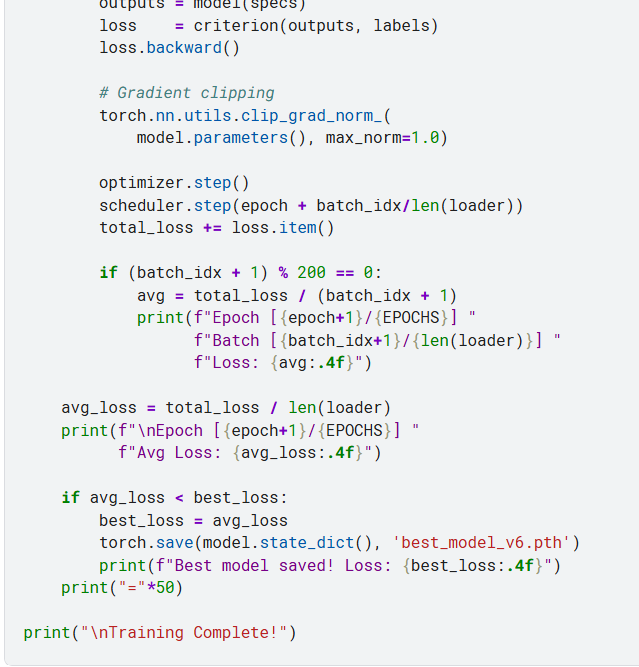 outputs = model(specs)
loss    = criterion(outputs, labels)
loss.backward()
# Gradient clipping
torch.nn.utils.clip_grad_norm_(
model.parameters(), max_norm=1.0)
optimizer.step()
scheduler.step(epoch + batch_idx/len(loader))
total_loss += loss.item()
if (batch_idx + 1) % 200 == 0:
avg = total_loss / (batch_idx + 1)
print(f"Epoch [{epoch+1}/{EPOCHS}] "
f"Batch [{batch_idx+1}/{len(loader)}] "
f"Loss: {avg:.4f}")
avg_loss = total_loss / len(loader)
print(f"\nEpoch [{epoch+1}/{EPOCHS}] "
f"Avg Loss: {avg_loss:.4f}")
if avg_loss < best_loss:
best_loss = avg_loss
torch.save(model.state_dict(), 'best_model_v6.pth')
print(f"Best model saved! Loss: {best_loss:.4f}")
print("="*50)
print("\nTraining Complete!")